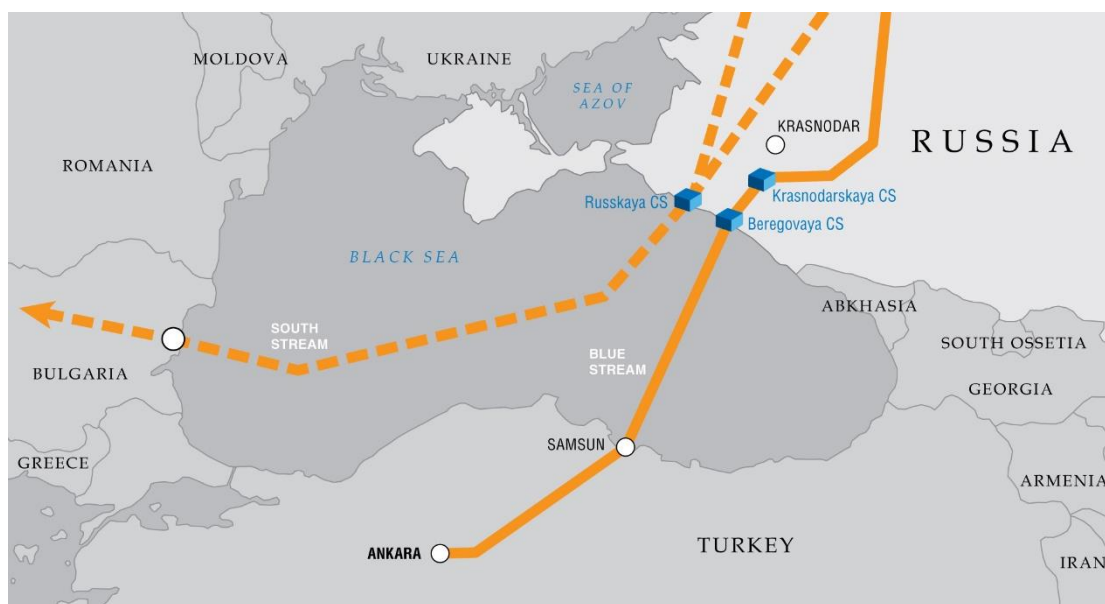 MOLDOVA
UKRAINE
SEA OF
AZOV
KRASNODAR
RUSSIA
ROMANIA
Russkaya CS
Krasnodarskaya CS
Beregovaya CS
BLACK SEA
ABKHASIA
SOUTH
STREAM
SOUTH OSSETIA
BULGARIA
BLUE
STREAM
GEORGIA
SAMSUN
GREECE
ARMENIA
ANKARA
TURKEY
IRAN